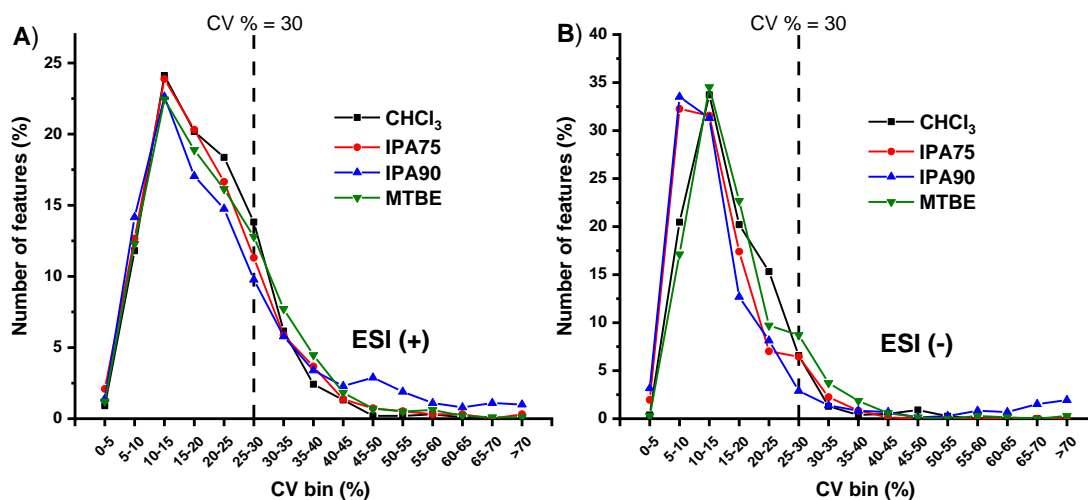 A)
CV % = 30
Number of features (%)
25
20
15
10
5
0
CHCl₃
IPA75
IPA90
MTBE
ESI (+)
0-5
5-10
10-15
15-20
20-25
25-30
30-35
35-40
40-45
45-50
50-55
55-60
60-65
65-70
>70
CV bin (%)
B)
CV % = 30
Number of features (%)
40
35
30
25
20
15
10
5
0
CHCl₃
IPA75
IPA90
MTBE
ESI (-)
0-5
5-10
10-15
15-20
20-25
25-30
30-35
35-40
40-45
45-50
50-55
55-60
60-65
65-70
>70
CV bin (%)